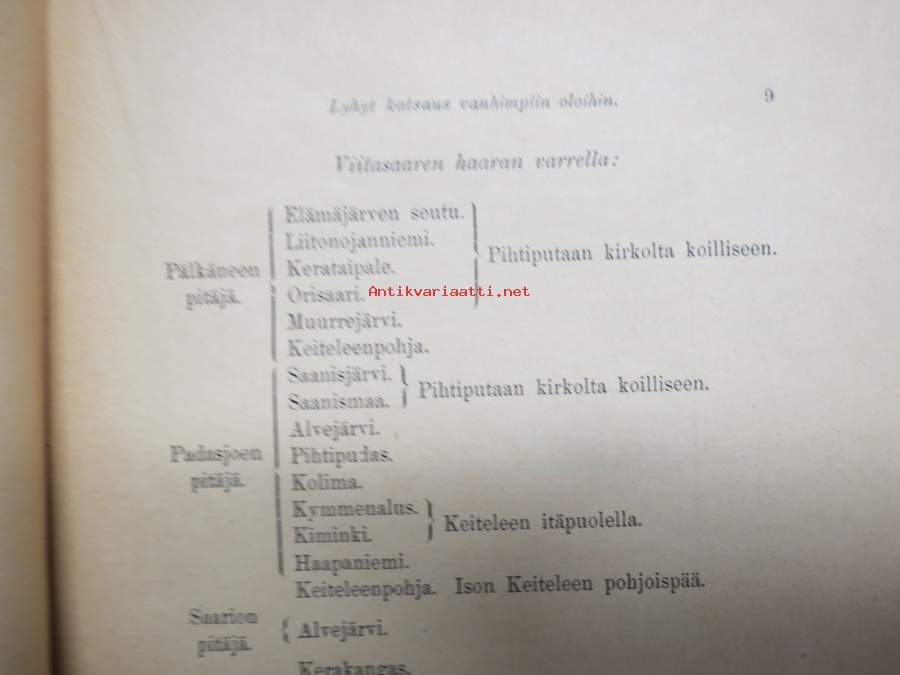 Lyhyt katsaus vanhimpiin oloihin. 9
Viitasaaren haaran varrella:
Elämäjärven seutu.
Liitonojanniemi.
Pihtiputaan kirkolta koilliseen.
Pälkäneen
Kerataipale.
pitäjä.
Orisaari.
Antikvariaatti.net
Muurrejärvi.
Keiteleenpohja.
Saanisjärvi.
Pihtiputaan kirkolta koilliseen.
Saanismaa.
Alvejärvi.
Padasjoen
Pihtipudas.
pitäjä.
Kolima.
Kymmenalus.
Keiteleen itäpuolella.
Kiminki.
Haapaniemi.
Keiteleenpohja. Ison Keiteleen pohjoispää.
Saarion
pitäjä.
Alvejärvi.
Kerakangas.